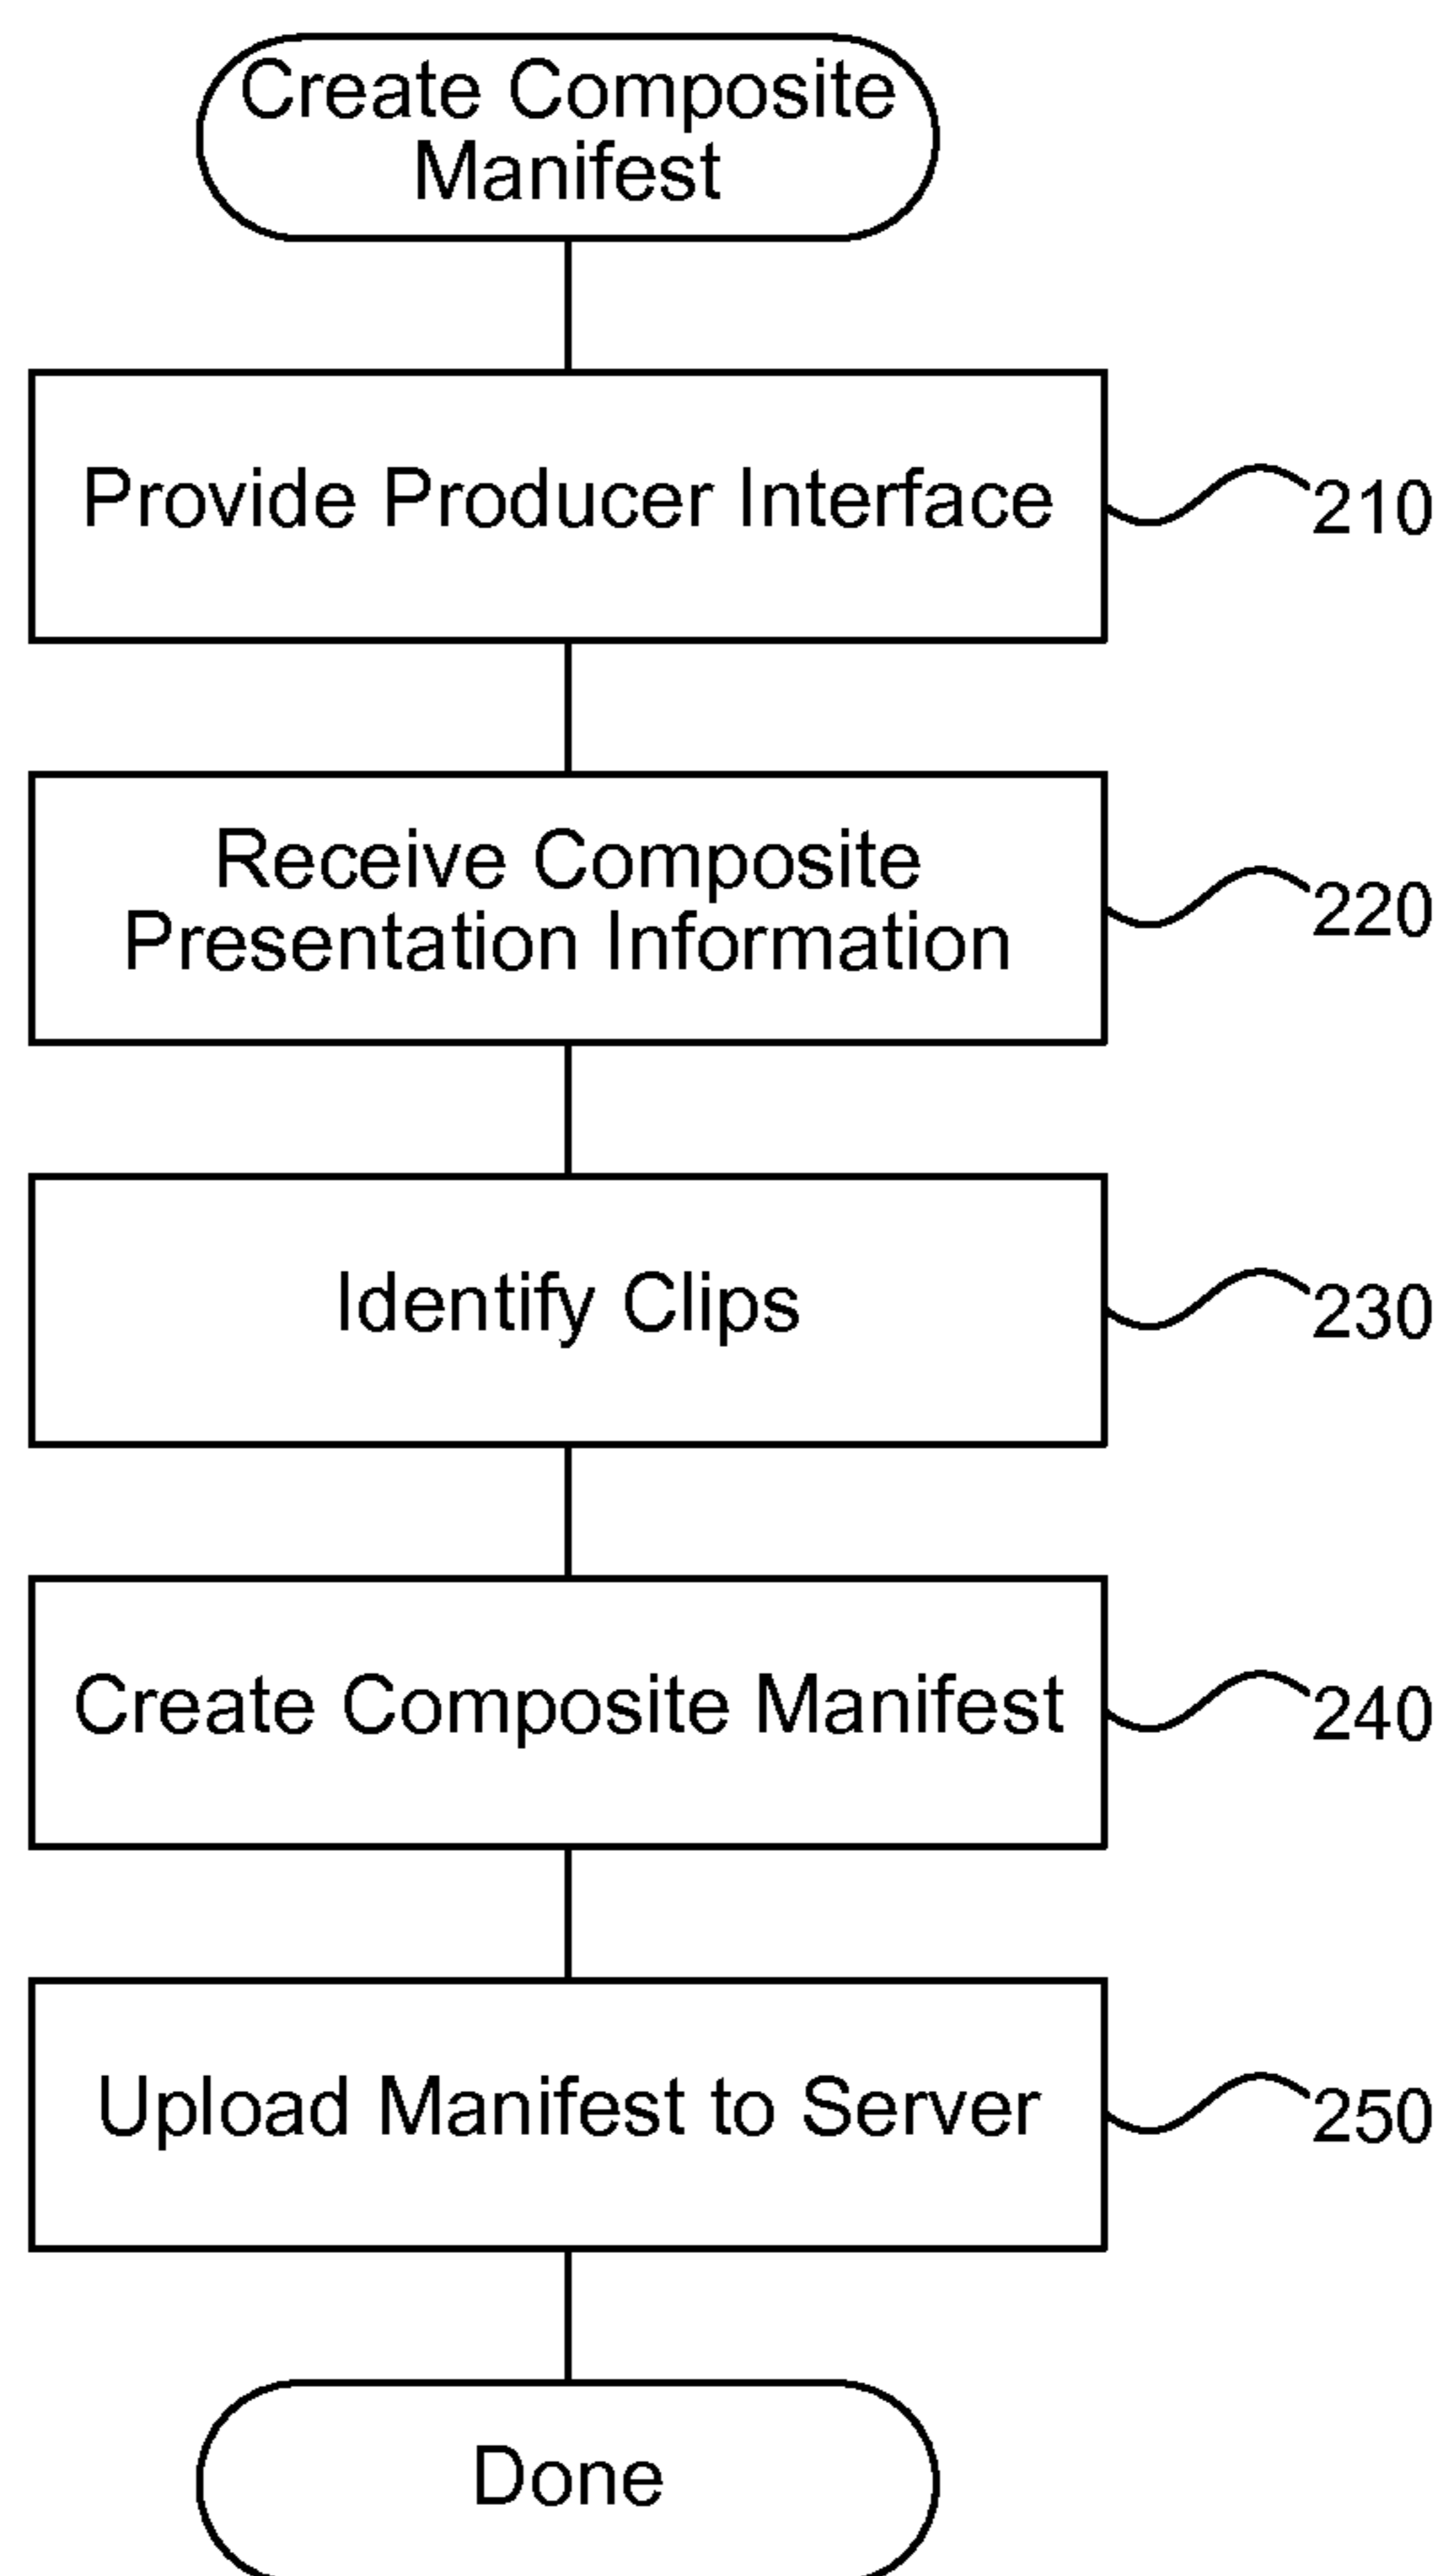 Create Composite
Manifest
Provide Producer Interface
210
Receive Composite
Presentation Information
220
Identify Clips
230
Create Composite Manifest
240
Upload Manifest to Server
250
Done